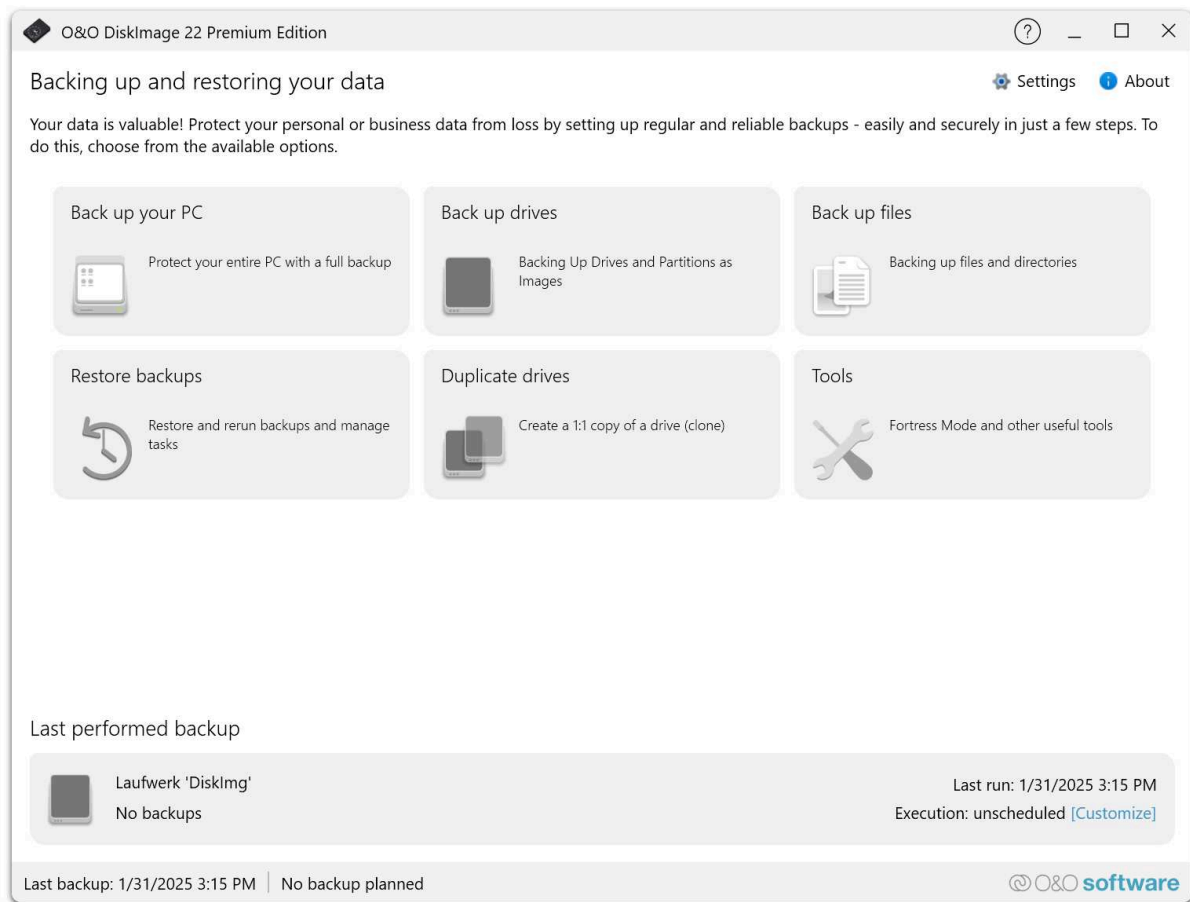 O&O DiskImage 22 Premium Edition
?
Backing up and restoring your data
Settings
About
Your data is valuable! Protect your personal or business data from loss by setting up regular and reliable backups - easily and securely in just a few steps. To
do this, choose from the available options.
Back up your PC
Protect your entire PC with a full backup
Back up drives
Backing Up Drives and Partitions as
Images
Back up files
Backing up files and directories
Restore backups
Restore and rerun backups and manage
tasks
Duplicate drives
Create a 1:1 copy of a drive (clone)
Tools
Fortress Mode and other useful tools
Last performed backup
Laufwerk 'DiskImg'
No backups
Last run: 1/31/2025 3:15 PM
Execution: unscheduled [Customize]
Last backup: 1/31/2025 3:15 PM
No backup planned
O&O software